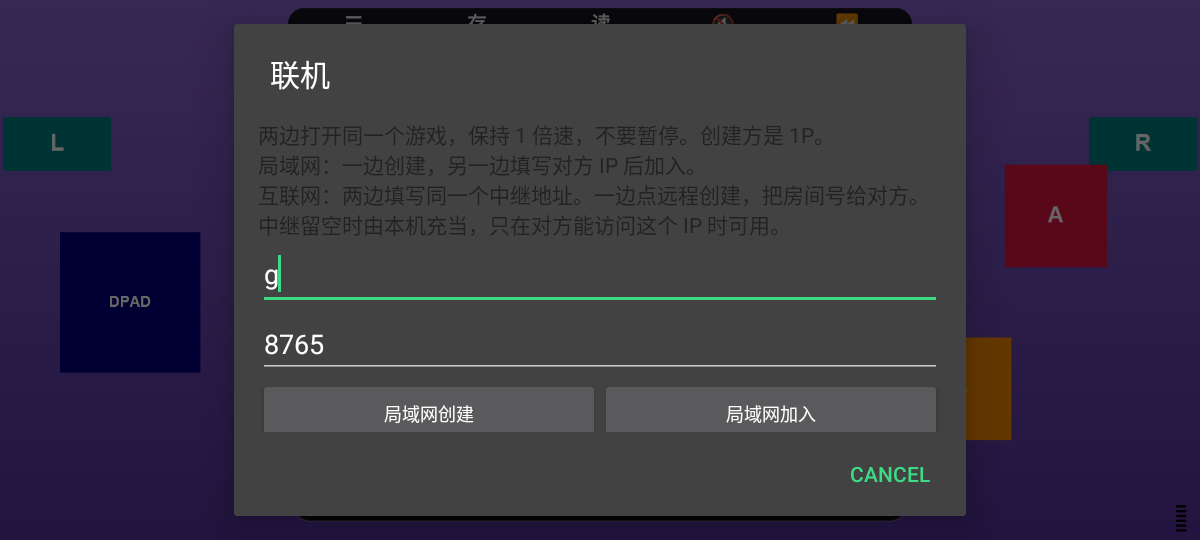 ☰ 存 读
联机
L
R
两边打开同一个游戏，保持 1 倍速，不要暂停。创建方是 1P。
局域网：一边创建，另一边填写对方 IP 后加入。
互联网：两边填写同一个中继地址。一边点远程创建，把房间号给对方。
中继留空时由本机充当，只在对方能访问这个 IP 时可用。
A
g
DPAD
8765
局域网创建 局域网加入
CANCEL